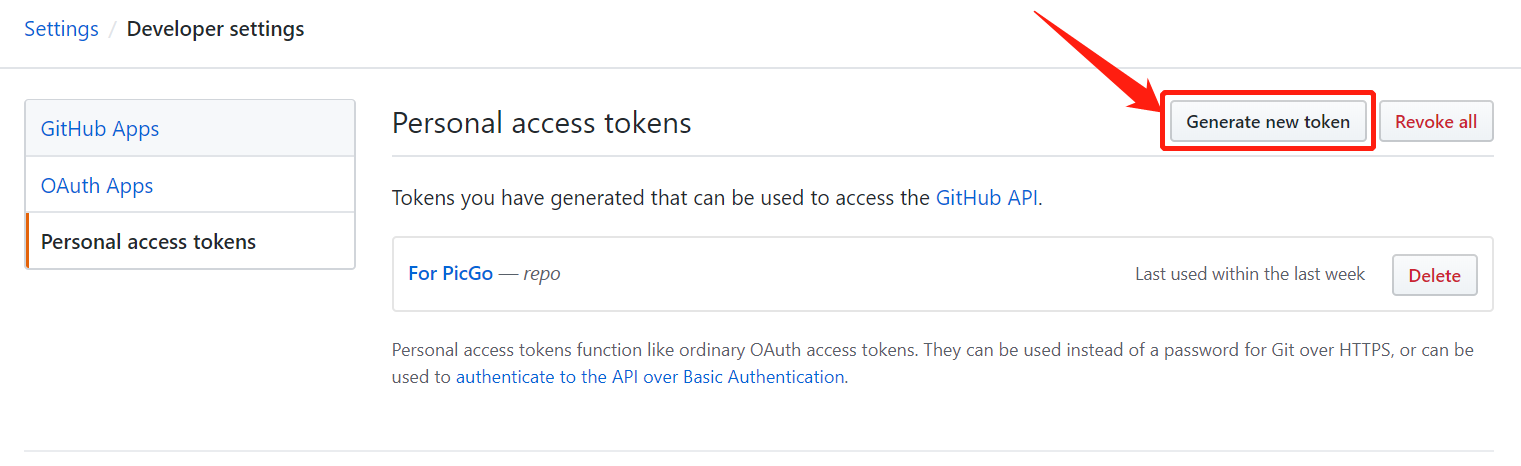 Settings / Developer settings
GitHub Apps
OAuth Apps
Personal access tokens
Personal access tokens
Generate new token
Revoke all
Tokens you have generated that can be used to access the GitHub API.
For PicGo — repo
Last used within the last week
Delete
Personal access tokens function like ordinary OAuth access tokens. They can be used instead of a password for Git over HTTPS, or can be
used to authenticate to the API over Basic Authentication.